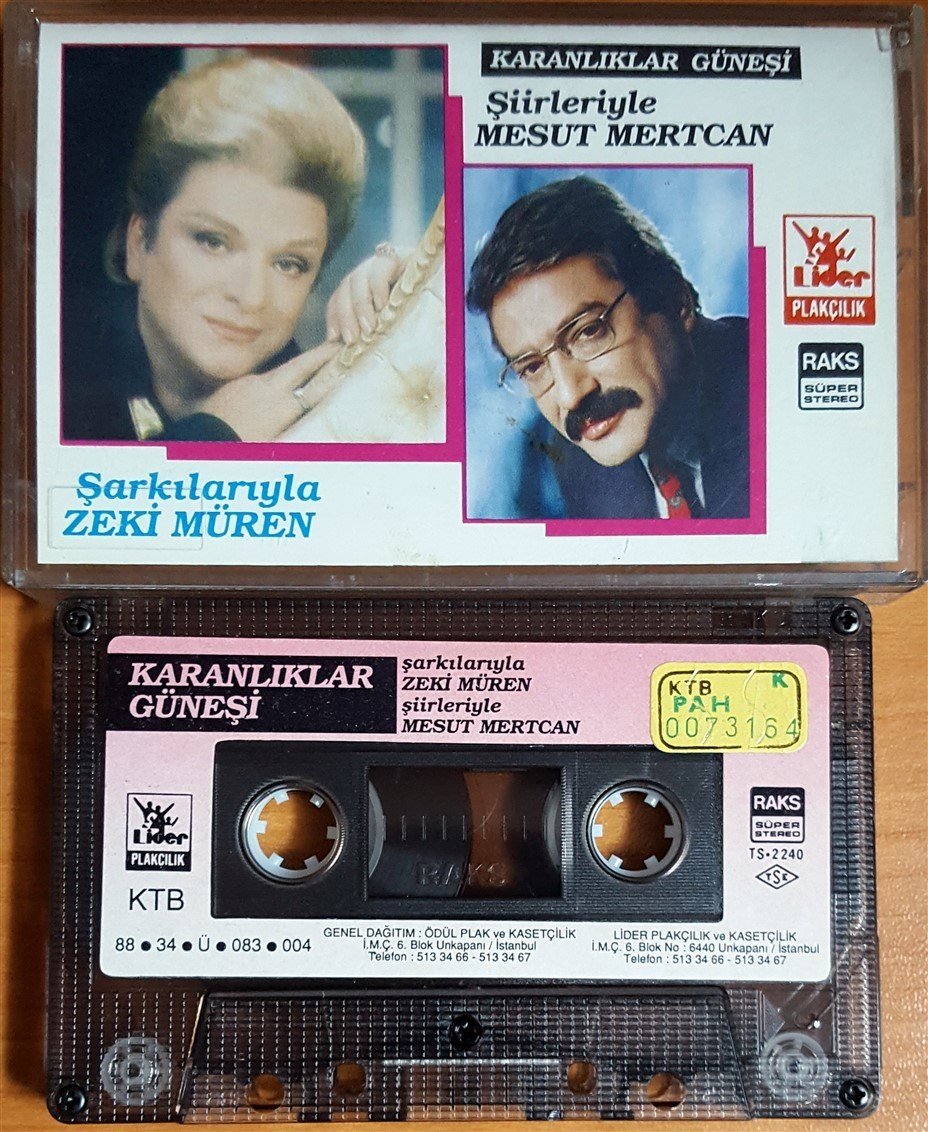 KARANLIKLAR GÜNEŞİ
Şiirleriyle
MESUT MERTCAN
Lider
PLAKÇILIK
RAKS
SÜPER
STEREO
Şarkılarıyla
ZEKİ MÜREN
KARANLIKLAR
GÜNEŞİ
şarkılarıyla
ZEKİ MÜREN
şiirleriyle
MESUT MERTCAN
KTB K
PAH
0073164
Lider
PLAKÇILIK
KTB
RAKS
SÜPER
STEREO
TS•2240
TSE
RAKS
88 • 34 • Ü • 083 • 004
GENEL DAĞITIM : ÖDÜL PLAK ve KASETÇİLİK
İ.M.Ç. 6. Blok Unkapanı / İstanbul
Telefon : 513 34 66 - 513 34 67
LİDER PLAKÇILIK ve KASETÇİLİK
İ.M.Ç. 6. Blok No : 6440 Unkapanı / İstanbul
Telefon : 513 34 66 - 513 34 67